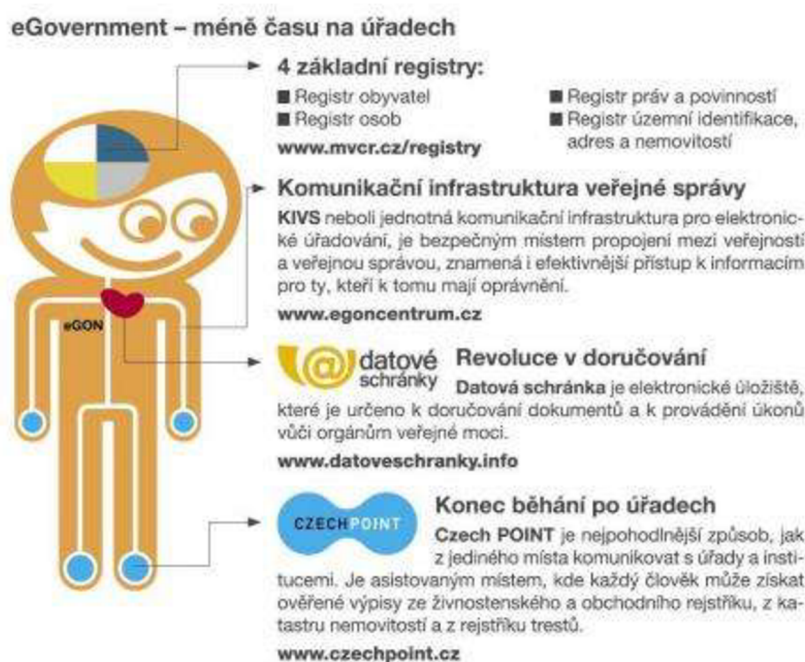 eGovernment – méně času na úřadech
4 základní registry:
■ Registr obyvatel
■ Registr osob
■ Registr práv a povinností
■ Registr územní identifikace,
adres a nemovitostí
www.mvcr.cz/registry
Komunikační infrastruktura veřejné správy
KIVS neboli jednotná komunikační infrastruktura pro elektronic-
ké úřadování, je bezpečným místem propojení mezi veřejností
a veřejnou správou, znamená i efektivnější přístup k informacím
pro ty, kteří k tomu mají oprávnění.
www.egoncentrum.cz
eGON
@ datové
schránky
Revoluce v doručování
Datová schránka je elektronické úložiště,
které je určeno k doručování dokumentů a k provádění úkonů
vůči orgánům veřejné moci.
www.datoveschranky.info
CZECHPOINT
Konec běhání po úřadech
Czech POINT je nejpohodlnější způsob, jak
z jediného místa komunikovat s úřady a insti-
tucemi. Je asistovaným místem, kde každý člověk může získat
ověřené výpisy ze živnostenského a obchodního rejstříku, z ka-
tastru nemovitostí a z rejstříku trestů.
www.czechpoint.cz